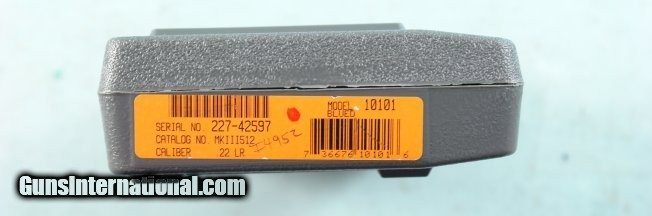 SERIAL NO. 227-42597
CATALOG NO. MKIII512
CALIBER 22 LR
I4952
MODEL 10101
BLUED
7 36676 10101 6
GunsInternational.com